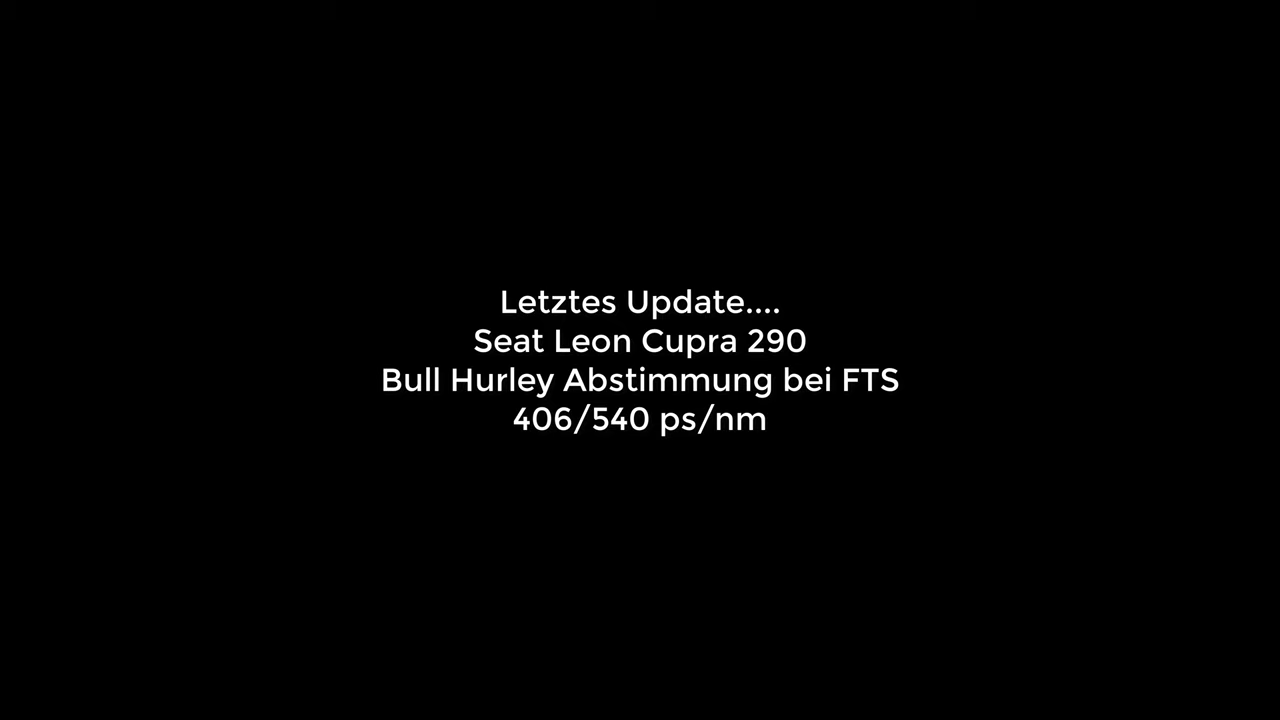 Letztes Update....
Seat Leon Cupra 290
Bull Hurley Abstimmung bei FTS
406/540 ps/nm